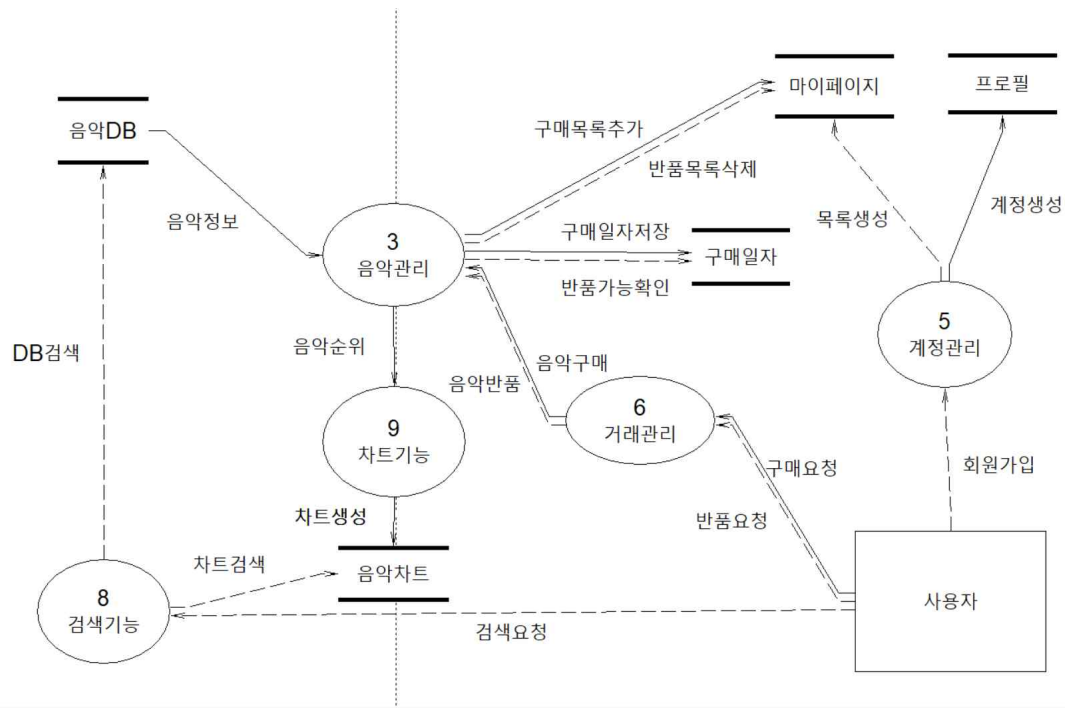 마이페이지
프로필
음악DB
구매목록추가
반품목록삭제
계정생성
목록생성
음악정보
3
음악관리
구매일자저장
구매일자
반품가능확인
5
계정관리
DB검색
음악순위
음악구매
음악반품
6
거래관리
9
차트기능
구매요청
회원가입
반품요청
차트생성
차트검색
음악차트
8
검색기능
사용자
검색요청